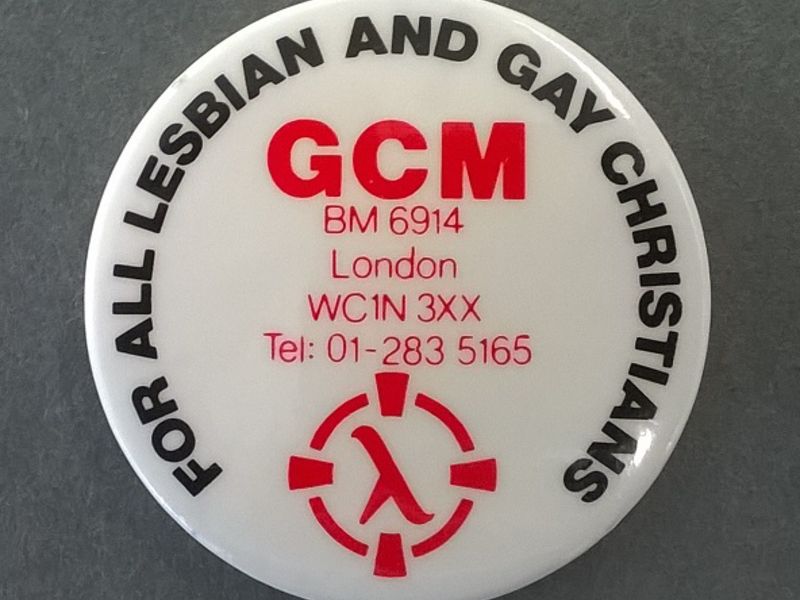 FOR ALL LESBIAN AND GAY CHRISTIANS
GCM
BM 6914
London
WC1N 3XX
Tel: 01-283 5165
λ